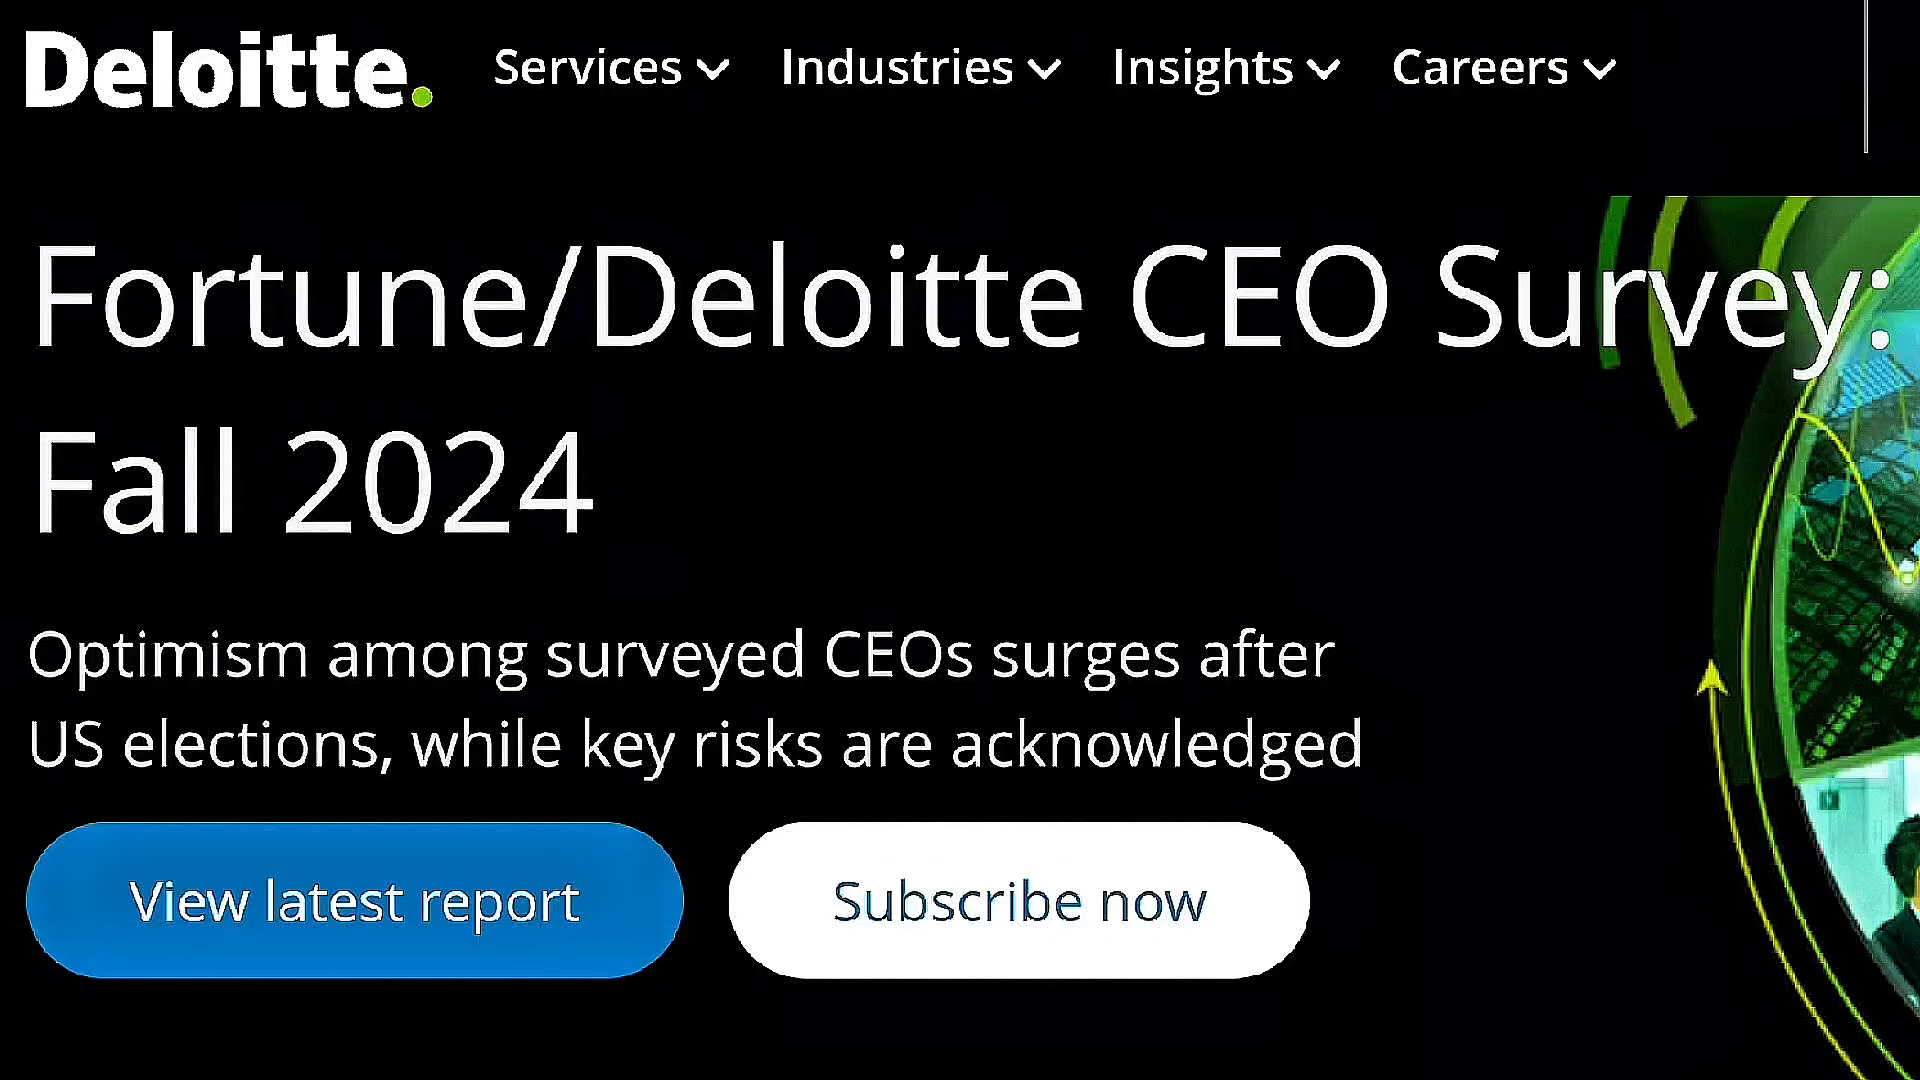 Deloitte.
Services
Industries
Insights
Careers
Fortune/Deloitte CEO Survey:
Fall 2024
Optimism among surveyed CEOs surges after
US elections, while key risks are acknowledged
View latest report
Subscribe now